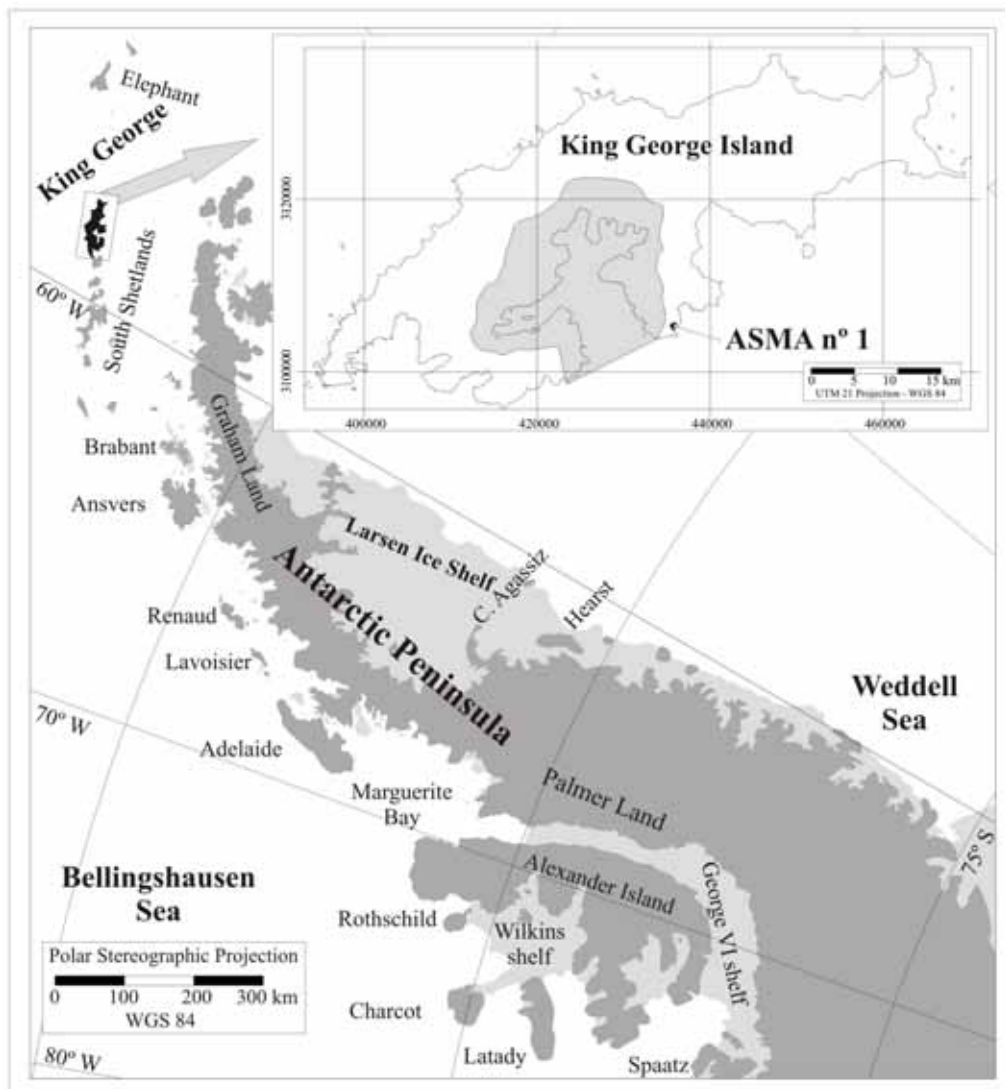 Elephant
King George
King George Island
3120000
3100000
ASMA nº 1
0 5 10 15 km
UTM 21 Projection - WGS 84
400000 420000 440000 460000
60º W
South Shetlands
Brabant
Graham Land
Ansvers
Larsen Ice Shelf
C. Agassiz
Hearst
Antarctic Peninsula
Renaud
Lavoisier
Weddell
Sea
70º W
Adelaide
Marguerite
Bay
Palmer Land
75º S
Bellingshausen
Sea
Alexander Island
George VI shelf
Rothschild
Wilkins
shelf
Polar Stereographic Projection
0 100 200 300 km
WGS 84
Charcot
Latady
Spaatz
80º W